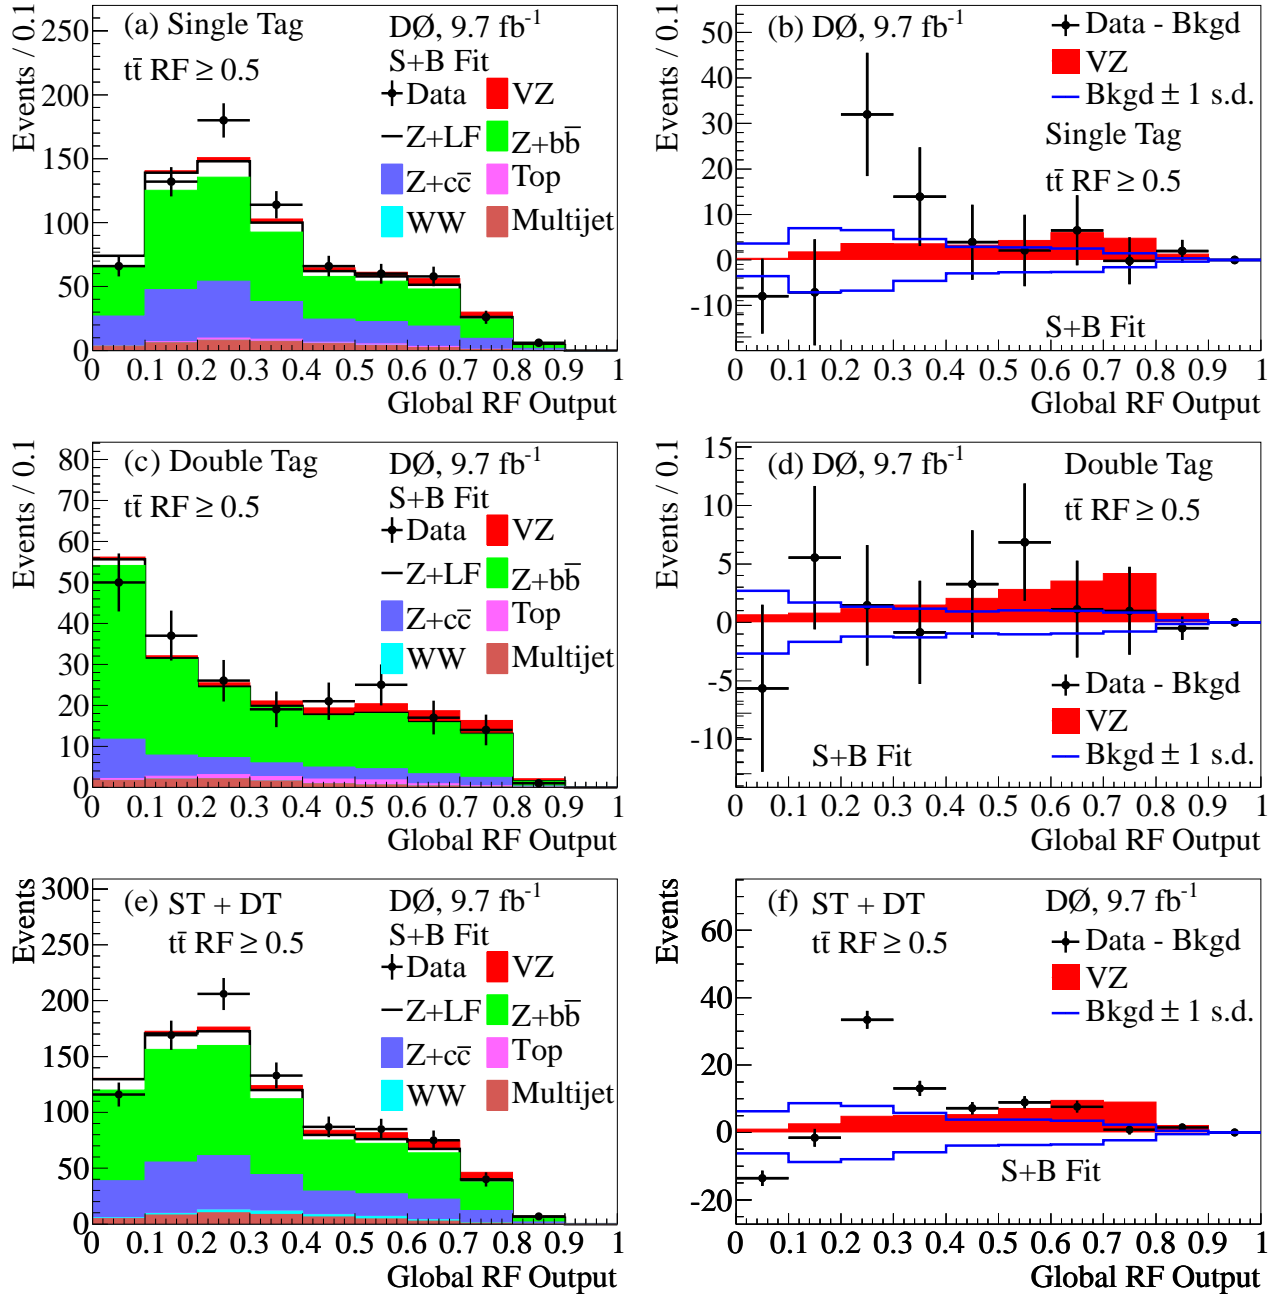 (a) Single Tag
tt̄ RF ≥ 0.5
DØ, 9.7 fb⁻¹
S+B Fit
Data
VZ
Z+LF
Z+bb̄
Z+cc̄
Top
WW
Multijet
Events / 0.1
250
200
150
100
50
0
0 0.1 0.2 0.3 0.4 0.5 0.6 0.7 0.8 0.9 1
Global RF Output
(b) DØ, 9.7 fb⁻¹
Data - Bkgd
VZ
Bkgd ± 1 s.d.
Single Tag
tt̄ RF ≥ 0.5
S+B Fit
Events / 0.1
50
40
30
20
10
0
-10
0 0.1 0.2 0.3 0.4 0.5 0.6 0.7 0.8 0.9 1
Global RF Output
(c) Double Tag
tt̄ RF ≥ 0.5
DØ, 9.7 fb⁻¹
S+B Fit
Data
VZ
Z+LF
Z+bb̄
Z+cc̄
Top
WW
Multijet
Events / 0.1
80
70
60
50
40
30
20
10
0
0 0.1 0.2 0.3 0.4 0.5 0.6 0.7 0.8 0.9 1
Global RF Output
(d) DØ, 9.7 fb⁻¹
Double Tag
tt̄ RF ≥ 0.5
Data - Bkgd
VZ
Bkgd ± 1 s.d.
S+B Fit
Events / 0.1
15
10
5
0
-5
-10
0 0.1 0.2 0.3 0.4 0.5 0.6 0.7 0.8 0.9 1
Global RF Output
(e) ST + DT
tt̄ RF ≥ 0.5
DØ, 9.7 fb⁻¹
S+B Fit
Data
VZ
Z+LF
Z+bb̄
Z+cc̄
Top
WW
Multijet
Events
300
250
200
150
100
50
0
0 0.1 0.2 0.3 0.4 0.5 0.6 0.7 0.8 0.9 1
Global RF Output
(f) ST + DT
tt̄ RF ≥ 0.5
DØ, 9.7 fb⁻¹
Data - Bkgd
VZ
Bkgd ± 1 s.d.
S+B Fit
Events
60
40
20
0
-20
0 0.1 0.2 0.3 0.4 0.5 0.6 0.7 0.8 0.9 1
Global RF Output